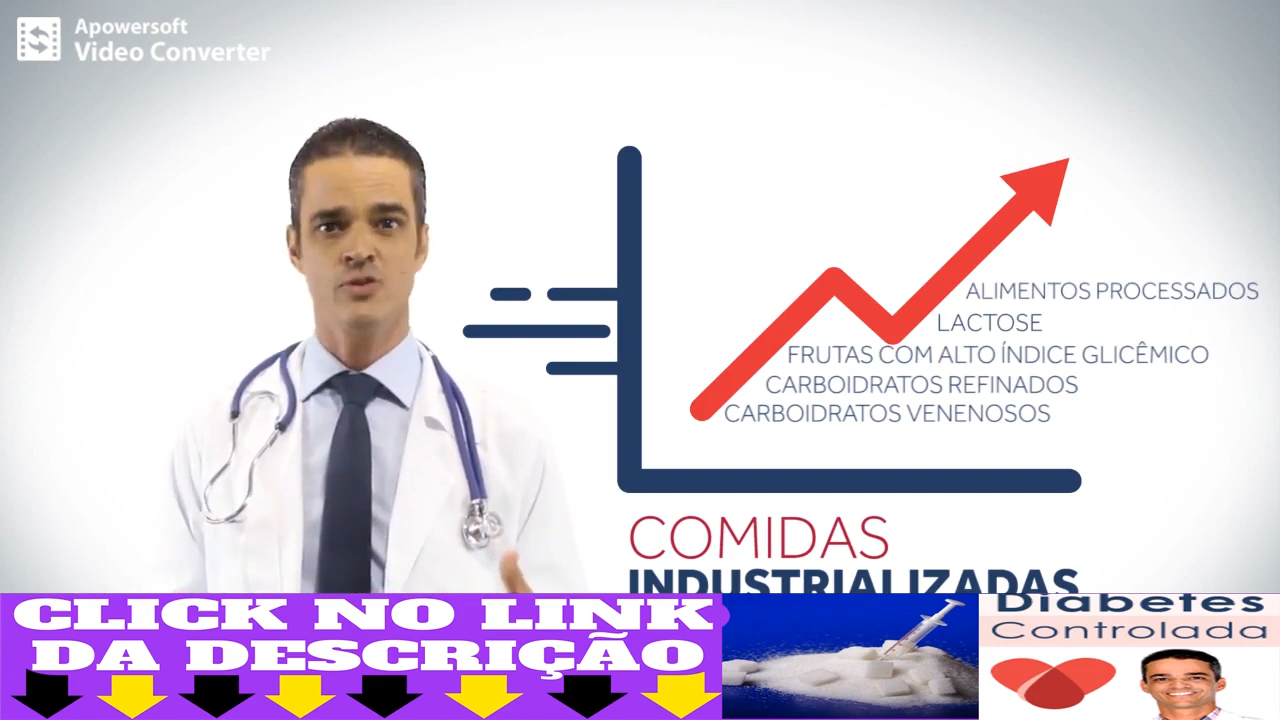 Apowersoft
Video Converter
ALIMENTOS PROCESSADOS
LACTOSE
FRUTAS COM ALTO ÍNDICE GLICÊMICO
CARBOIDRATOS REFINADOS
CARBOIDRATOS VENENOSOS
COMIDAS
INDUSTRIALIZADAS
CLICK NO LINK
DA DESCRIÇÃO
Diabetes
Controlada